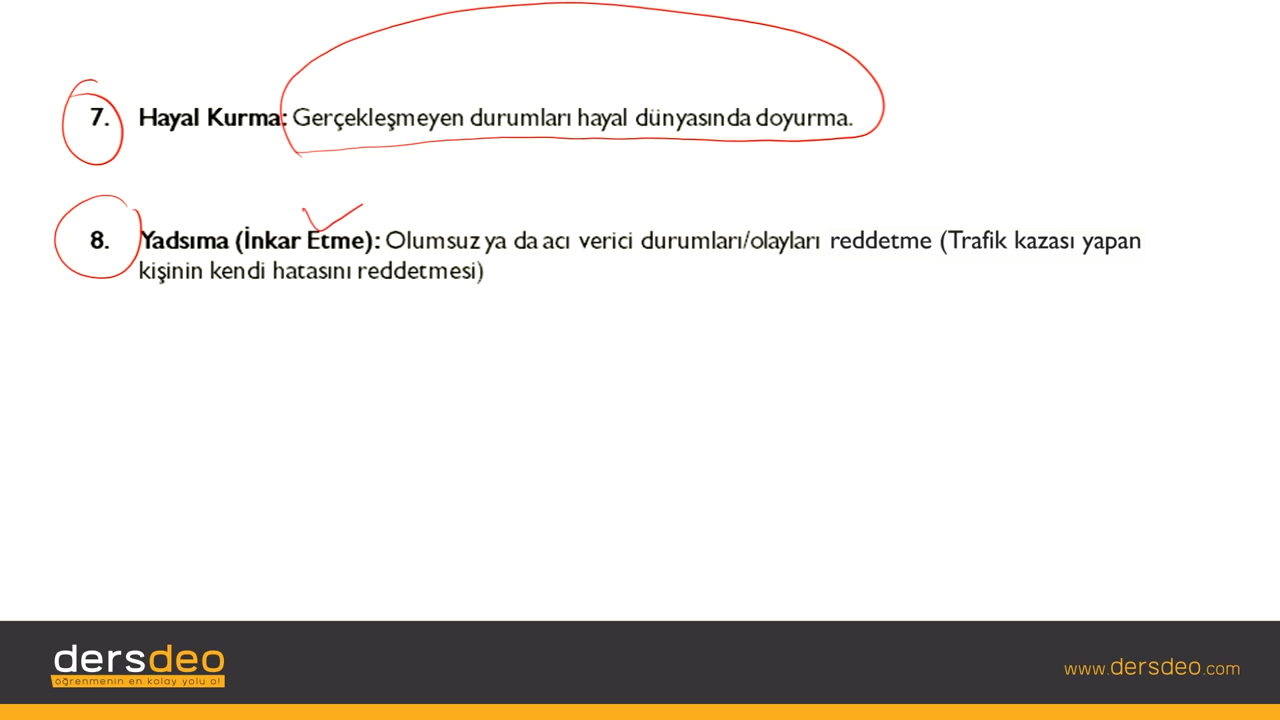 7. Hayal Kurma: Gerçekleşmeyen durumları hayal dünyasında doyurma.
8. Yadsıma (İnkar Etme): Olumsuz ya da acı verici durumları/olayları reddetme (Trafik kazası yapan
kişinin kendi hatasını reddetmesi)
dersdeo
öğrenmenin en kolay yolu o!
www.dersdeo.com